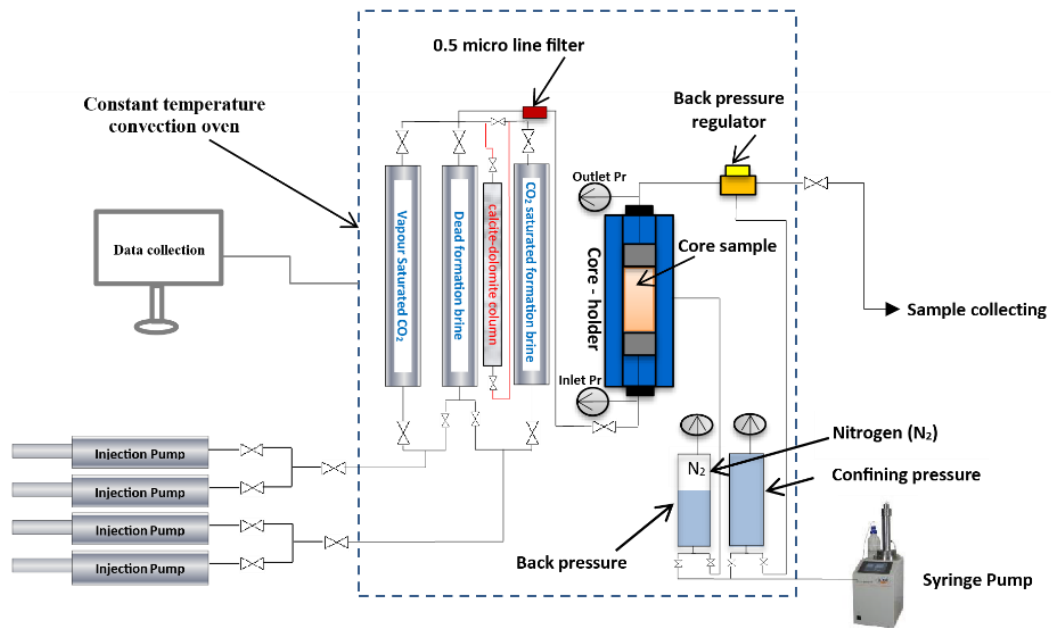 0.5 micro line filter
Constant temperature
convection oven
Back pressure
regulator
Outlet Pr
Data collection
Vapour Saturated CO₂
Dead formation brine
calcite-dolomite column
CO₂ saturated formation brine
Core - holder
Core sample
Sample collecting
Inlet Pr
Injection Pump
Injection Pump
Injection Pump
Injection Pump
N₂
Nitrogen (N₂)
Confining pressure
Back pressure
Syringe Pump